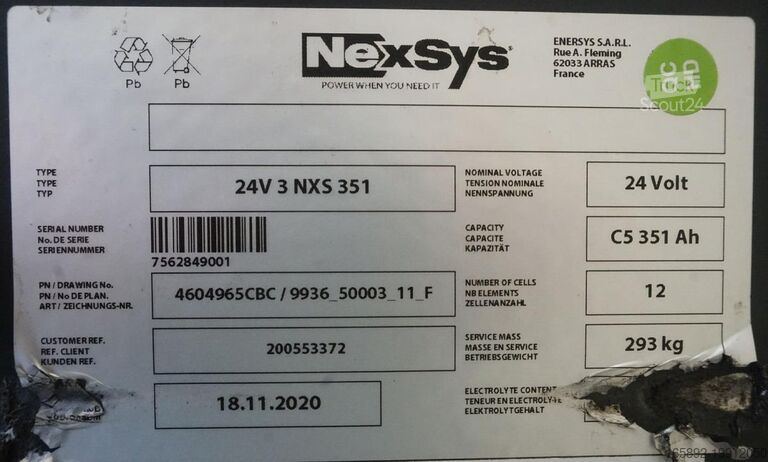 Pb
Pb
NexSys
POWER WHEN YOU NEED IT
ENERSYS S.A.R.L.
Rue A. Fleming
62033 ARRAS
France
Truck
Scout24
TYPE
TYPE
TYP
24V 3 NXS 351
NOMINAL VOLTAGE
TENSION NOMINALE
NENNSPANNUNG
24 Volt
SERIAL NUMBER
No. DE SERIE
SERIENNUMMER
7562849001
CAPACITY
CAPACITE
KAPAZITÄT
C5 351 Ah
PN / DRAWING No.
PN / No DE PLAN.
ART / ZEICHNUNGS-NR.
4604965CBC / 9936_50003_11_F
NUMBER OF CELLS
NB ELEMENTS
ZELLENANZAHL
12
CUSTOMER REF.
REF. CLIENT
KUNDEN REF.
200553372
SERVICE MASS
MASSE EN SERVICE
BETRIEBSGEWICHT
293 kg
18.11.2020
ELECTROLYTE CONTENT
TENEUR EN ELECTROLYTE
ELEKTROLYTGEHALT